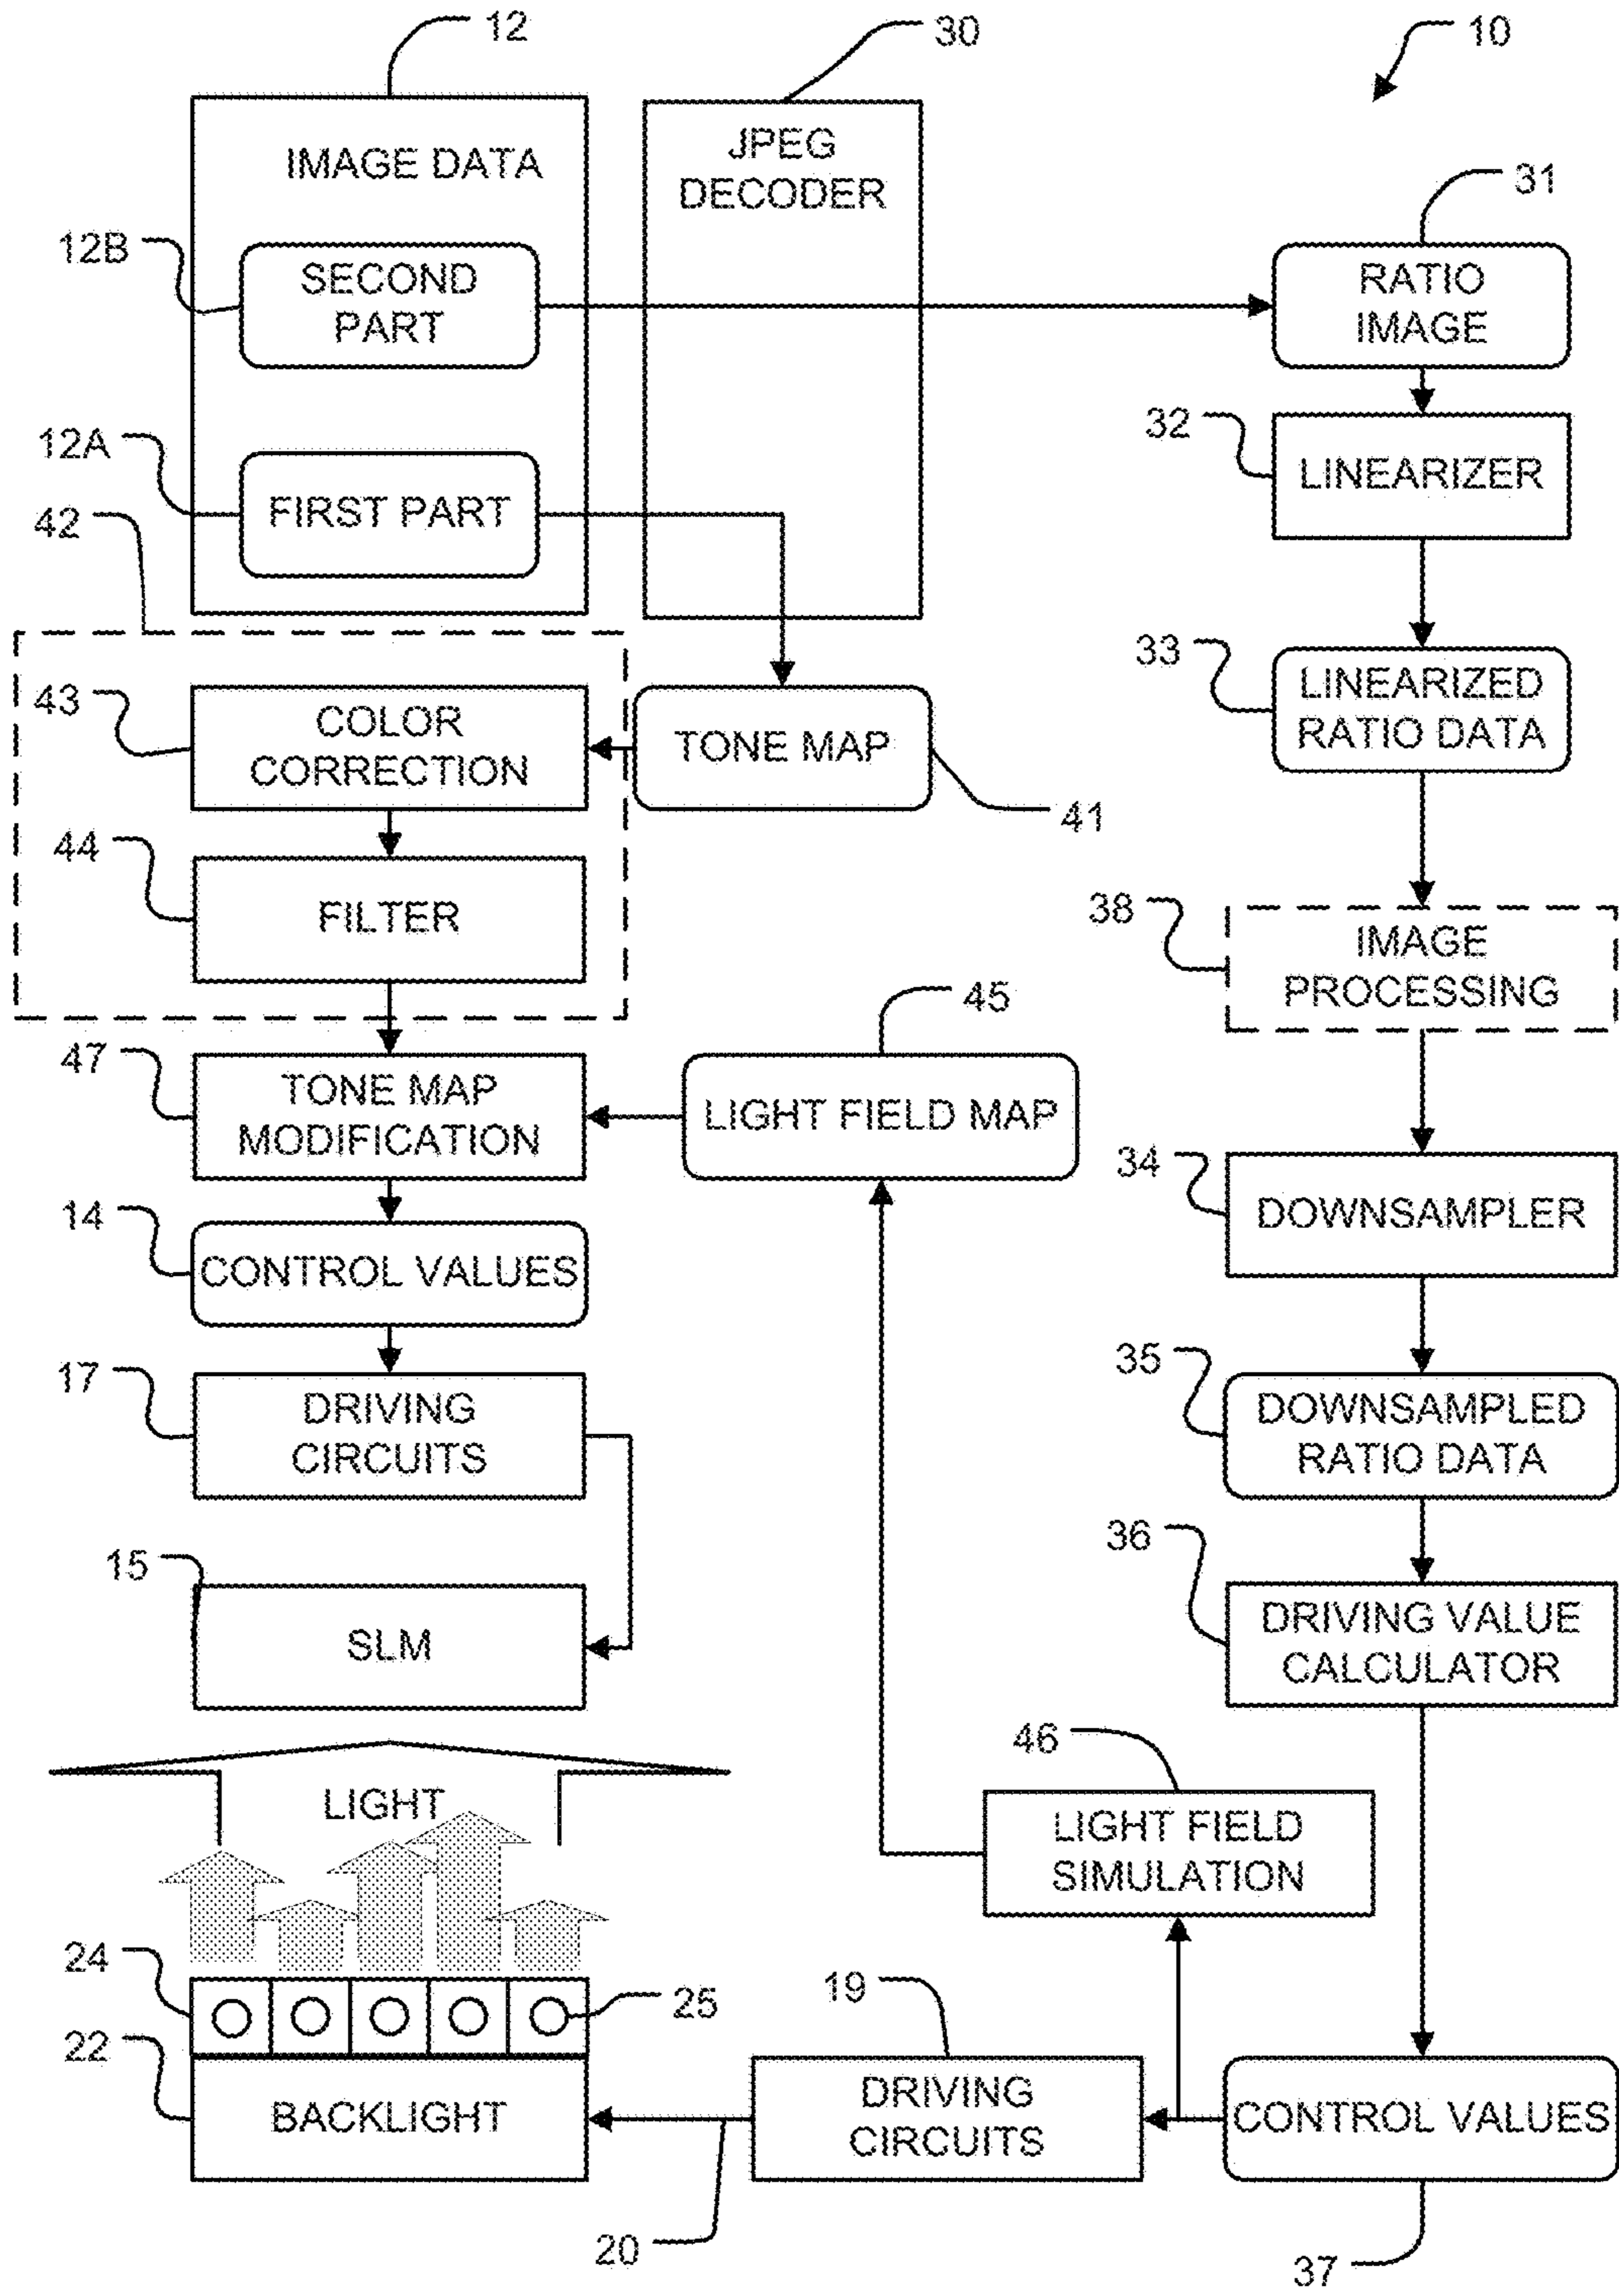 12
30
10
IMAGE DATA
JPEG
DECODER
31
12B
SECOND
PART
RATIO
IMAGE
12A
32
FIRST PART
LINEARIZER
42
33
LINEARIZED
RATIO DATA
43
COLOR
CORRECTION
TONE MAP
41
44
FILTER
38
IMAGE
PROCESSING
45
47
TONE MAP
MODIFICATION
LIGHT FIELD MAP
34
DOWNSAMPLER
14
CONTROL VALUES
17
DRIVING
CIRCUITS
35
DOWNSAMPLED
RATIO DATA
36
15
SLM
DRIVING VALUE
CALCULATOR
46
LIGHT
LIGHT FIELD
SIMULATION
24
25
19
22
BACKLIGHT
DRIVING
CIRCUITS
CONTROL VALUES
20
37